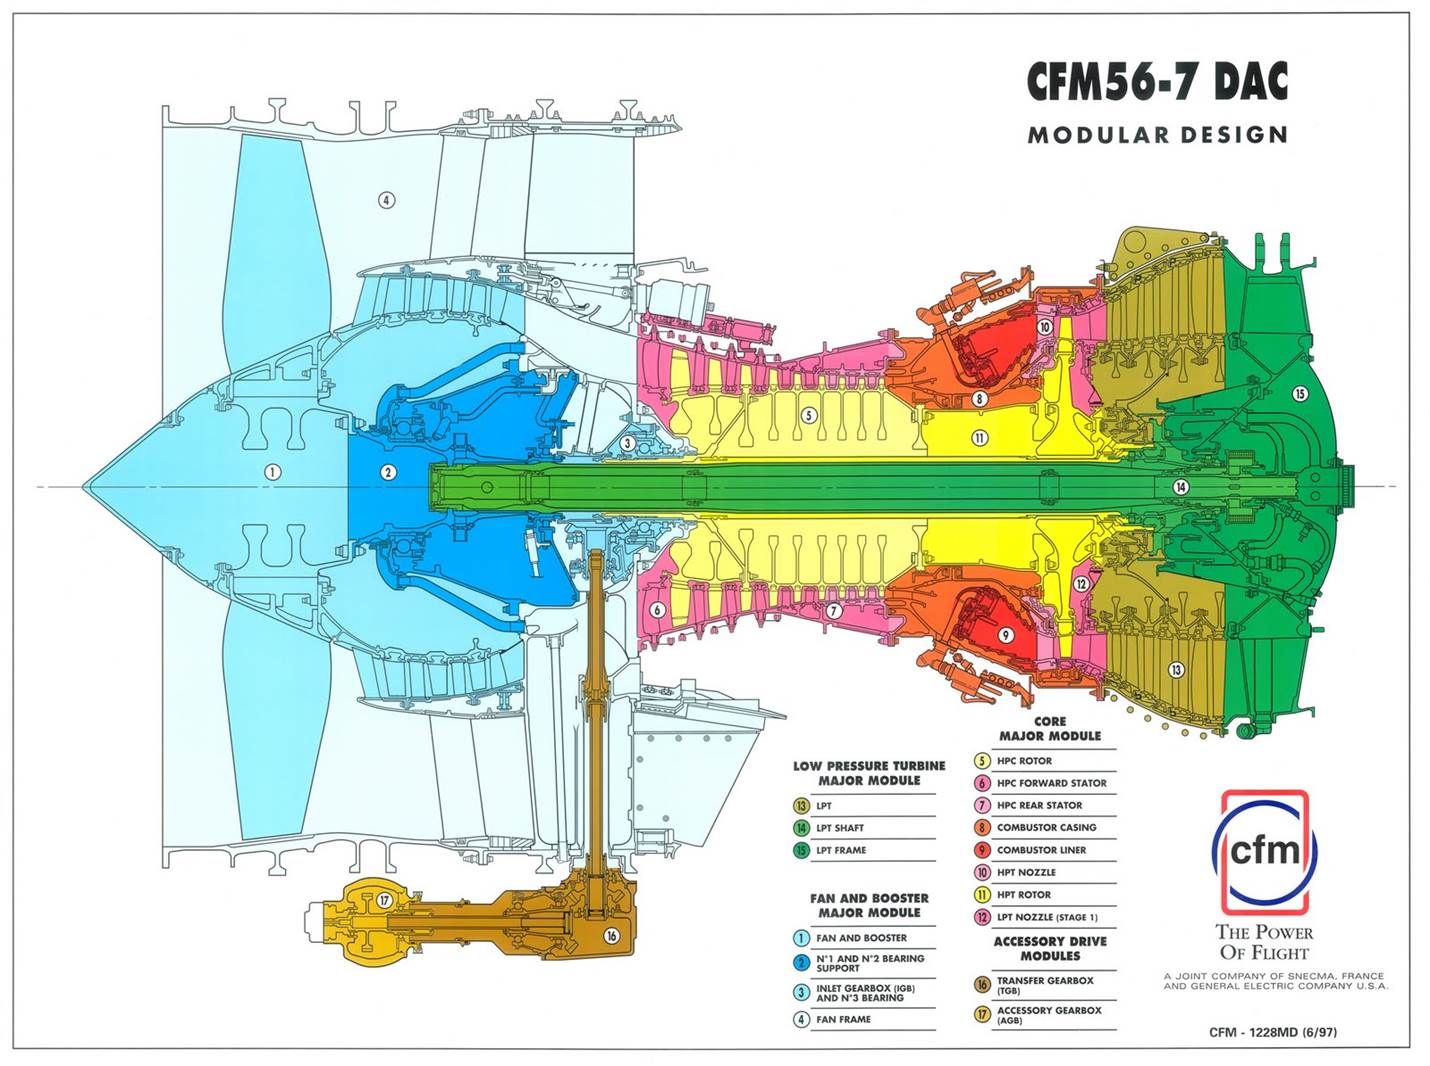 CFM56-7 DAC
MODULAR DESIGN
4
1
2
3
5
6
7
8
9
10
11
12
13
14
15
16
17
LOW PRESSURE TURBINE
MAJOR MODULE
13 LPT
14 LPT SHAFT
15 LPT FRAME
FAN AND BOOSTER
MAJOR MODULE
1 FAN AND BOOSTER
2 N°1 AND N°2 BEARING
SUPPORT
3 INLET GEARBOX (IGB)
AND N°3 BEARING
4 FAN FRAME
CORE
MAJOR MODULE
5 HPC ROTOR
6 HPC FORWARD STATOR
7 HPC REAR STATOR
8 COMBUSTOR CASING
9 COMBUSTOR LINER
10 HPT NOZZLE
11 HPT ROTOR
12 LPT NOZZLE (STAGE 1)
ACCESSORY DRIVE
MODULES
16 TRANSFER GEARBOX
(TGB)
17 ACCESSORY GEARBOX
(AGB)
cfm
THE POWER
OF FLIGHT
A JOINT COMPANY OF SNECMA, FRANCE
AND GENERAL ELECTRIC COMPANY U.S.A.
CFM - 1228MD (6/97)